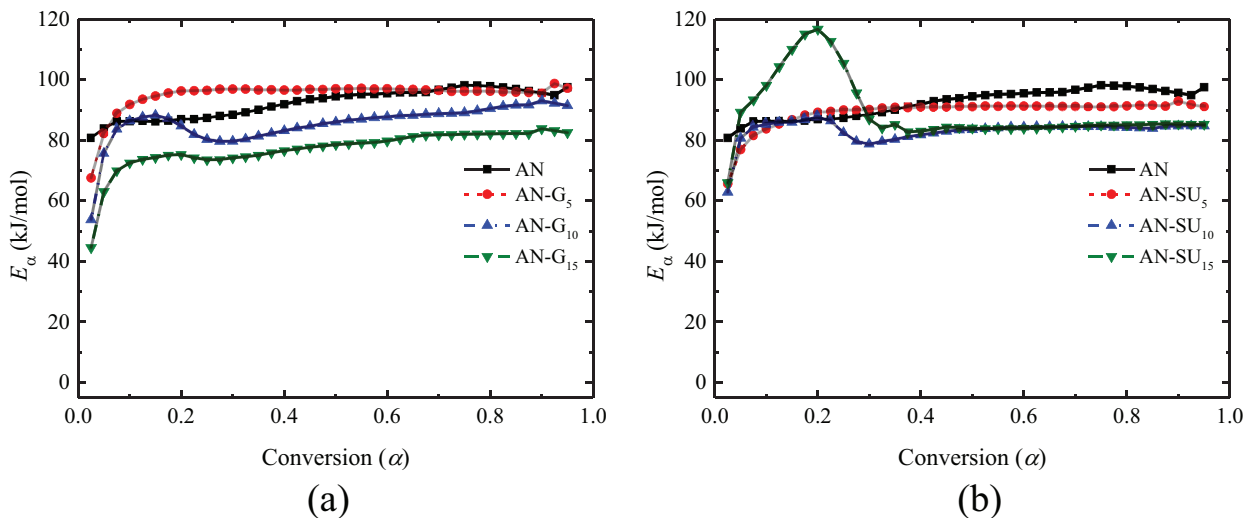 120
100
80
60
40
20
0
E_α (kJ/mol)
AN
AN-G₅
AN-G₁₀
AN-G₁₅
0.0 0.2 0.4 0.6 0.8 1.0
Conversion (α)
(a)
120
100
80
60
40
20
0
E_α (kJ/mol)
AN
AN-SU₅
AN-SU₁₀
AN-SU₁₅
0.0 0.2 0.4 0.6 0.8 1.0
Conversion (α)
(b)